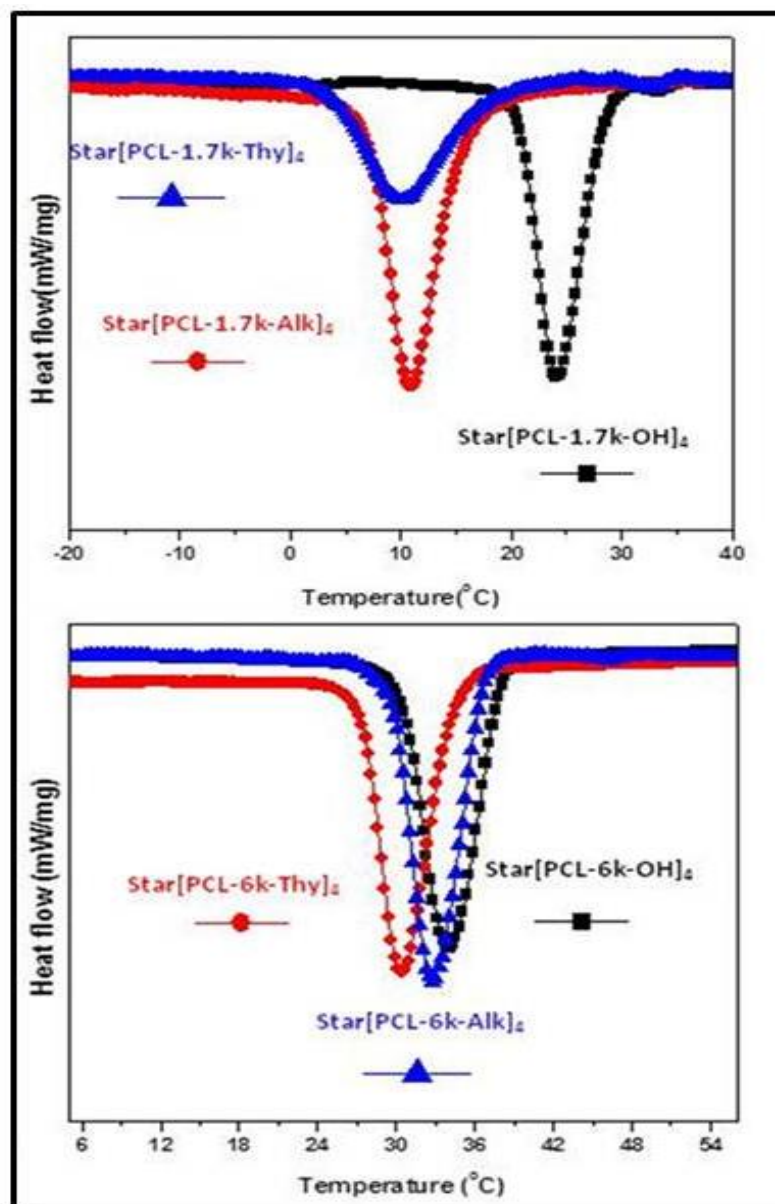 Star[PCL-1.7k-Thy]₄
Star[PCL-1.7k-Alk]₄
Star[PCL-1.7k-OH]₄
Heat flow(mW/mg)
-20 -10 0 10 20 30 40
Temperature(°C)
Star[PCL-6k-Thy]₄
Star[PCL-6k-OH]₄
Star[PCL-6k-Alk]₄
Heat flow (mW/mg)
6 12 18 24 30 36 42 48 54
Temperature (°C)